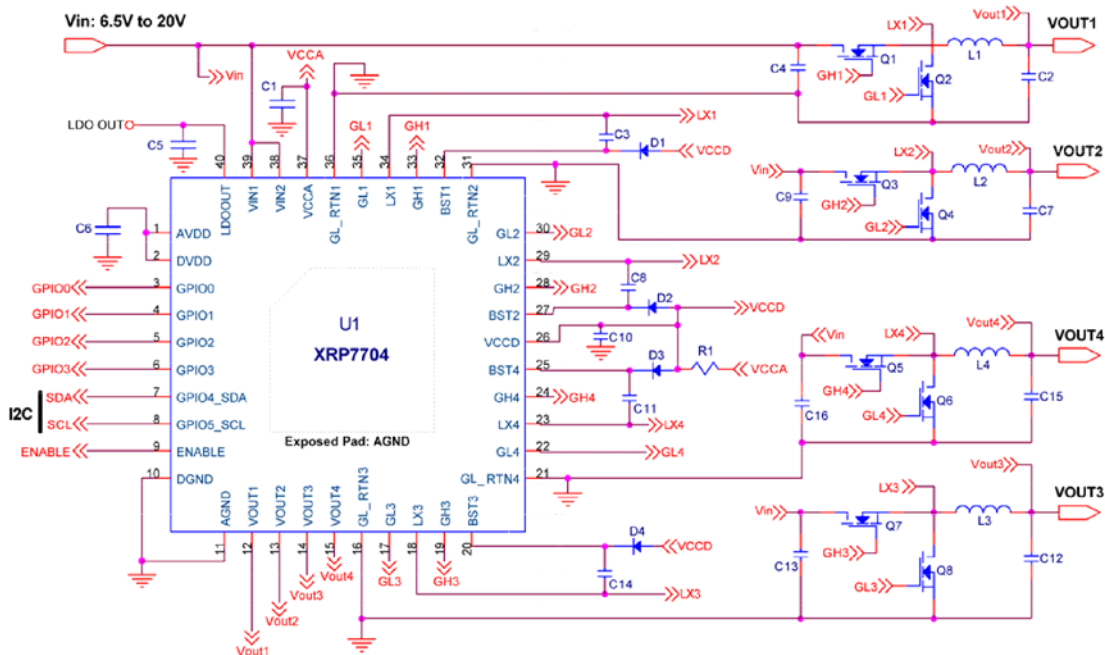 Vin: 6.5V to 20V
Vin
VCCA
C1
LDO OUT
C5
GL1
GH1
LX1
C3
D1
VCCD
C4
Q1
GH1
LX1
Q2
GL1
L1
Vout1
VOUT1
C2
40
39
38
37
36
35
34
33
32
31
LDOOUT
VIN1
VIN2
VCCA
GL_RTN1
GL1
LX1
GH1
BST1
GL_RTN2
Vin
C9
Q3
GH2
LX2
Q4
GL2
L2
Vout2
VOUT2
C7
C6
1 AVDD
2 DVDD
GPIO0 3 GPIO0
GPIO1 4 GPIO1
GPIO2 5 GPIO2
GPIO3 6 GPIO3
I2C
SDA 7 GPIO4_SDA
SCL 8 GPIO5_SCL
ENABLE 9 ENABLE
10 DGND
U1
XRP7704
Exposed Pad: AGND
GL2 30 GL2
LX2 29 LX2
C8
GH2 28 GH2
D2
BST2 27
VCCD
VCCD 26
C10
D3
R1
VCCA
BST4 25
GH4 24 GH4
C11
LX4 23 LX4
GL4 22 GL4
GL_RTN4 21
Vin
C16
Q5
GH4
LX4
Q6
GL4
L4
Vout4
VOUT4
C15
AGND
VOUT1
VOUT2
VOUT3
VOUT4
GL_RTN3
GL3
LX3
GH3
BST3
11
12
13
14
15
16
17
18
19
20
Vout1
Vout2
Vout3
Vout4
GL3
GH3
D4
VCCD
C14
LX3
Vin
C13
Q7
GH3
LX3
Q8
GL3
L3
Vout3
VOUT3
C12